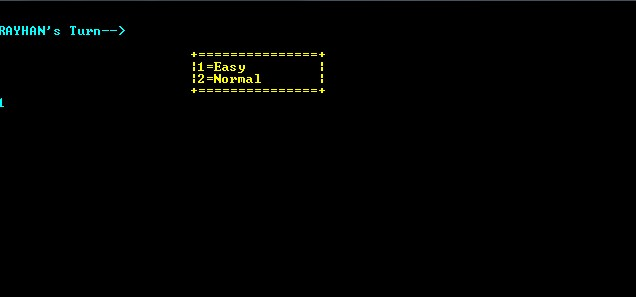 RAYHAN's Turn-->
+===============+
¦1=Easy ¦
¦2=Normal ¦
+===============+
1